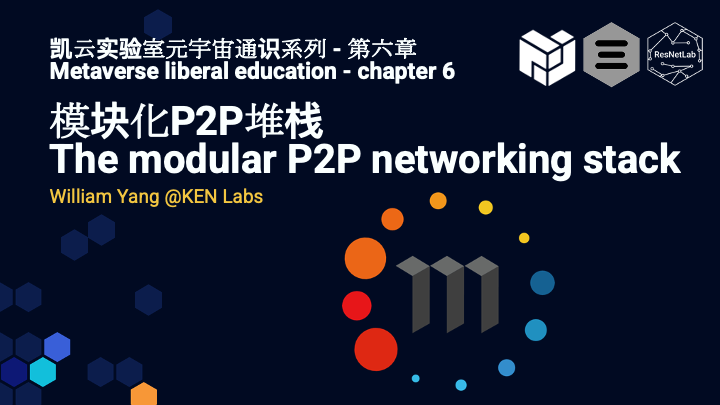 凯云实验室元宇宙通识系列 - 第六章
Metaverse liberal education - chapter 6
ResNetLab
模块化P2P堆栈
The modular P2P networking stack
William Yang @KEN Labs